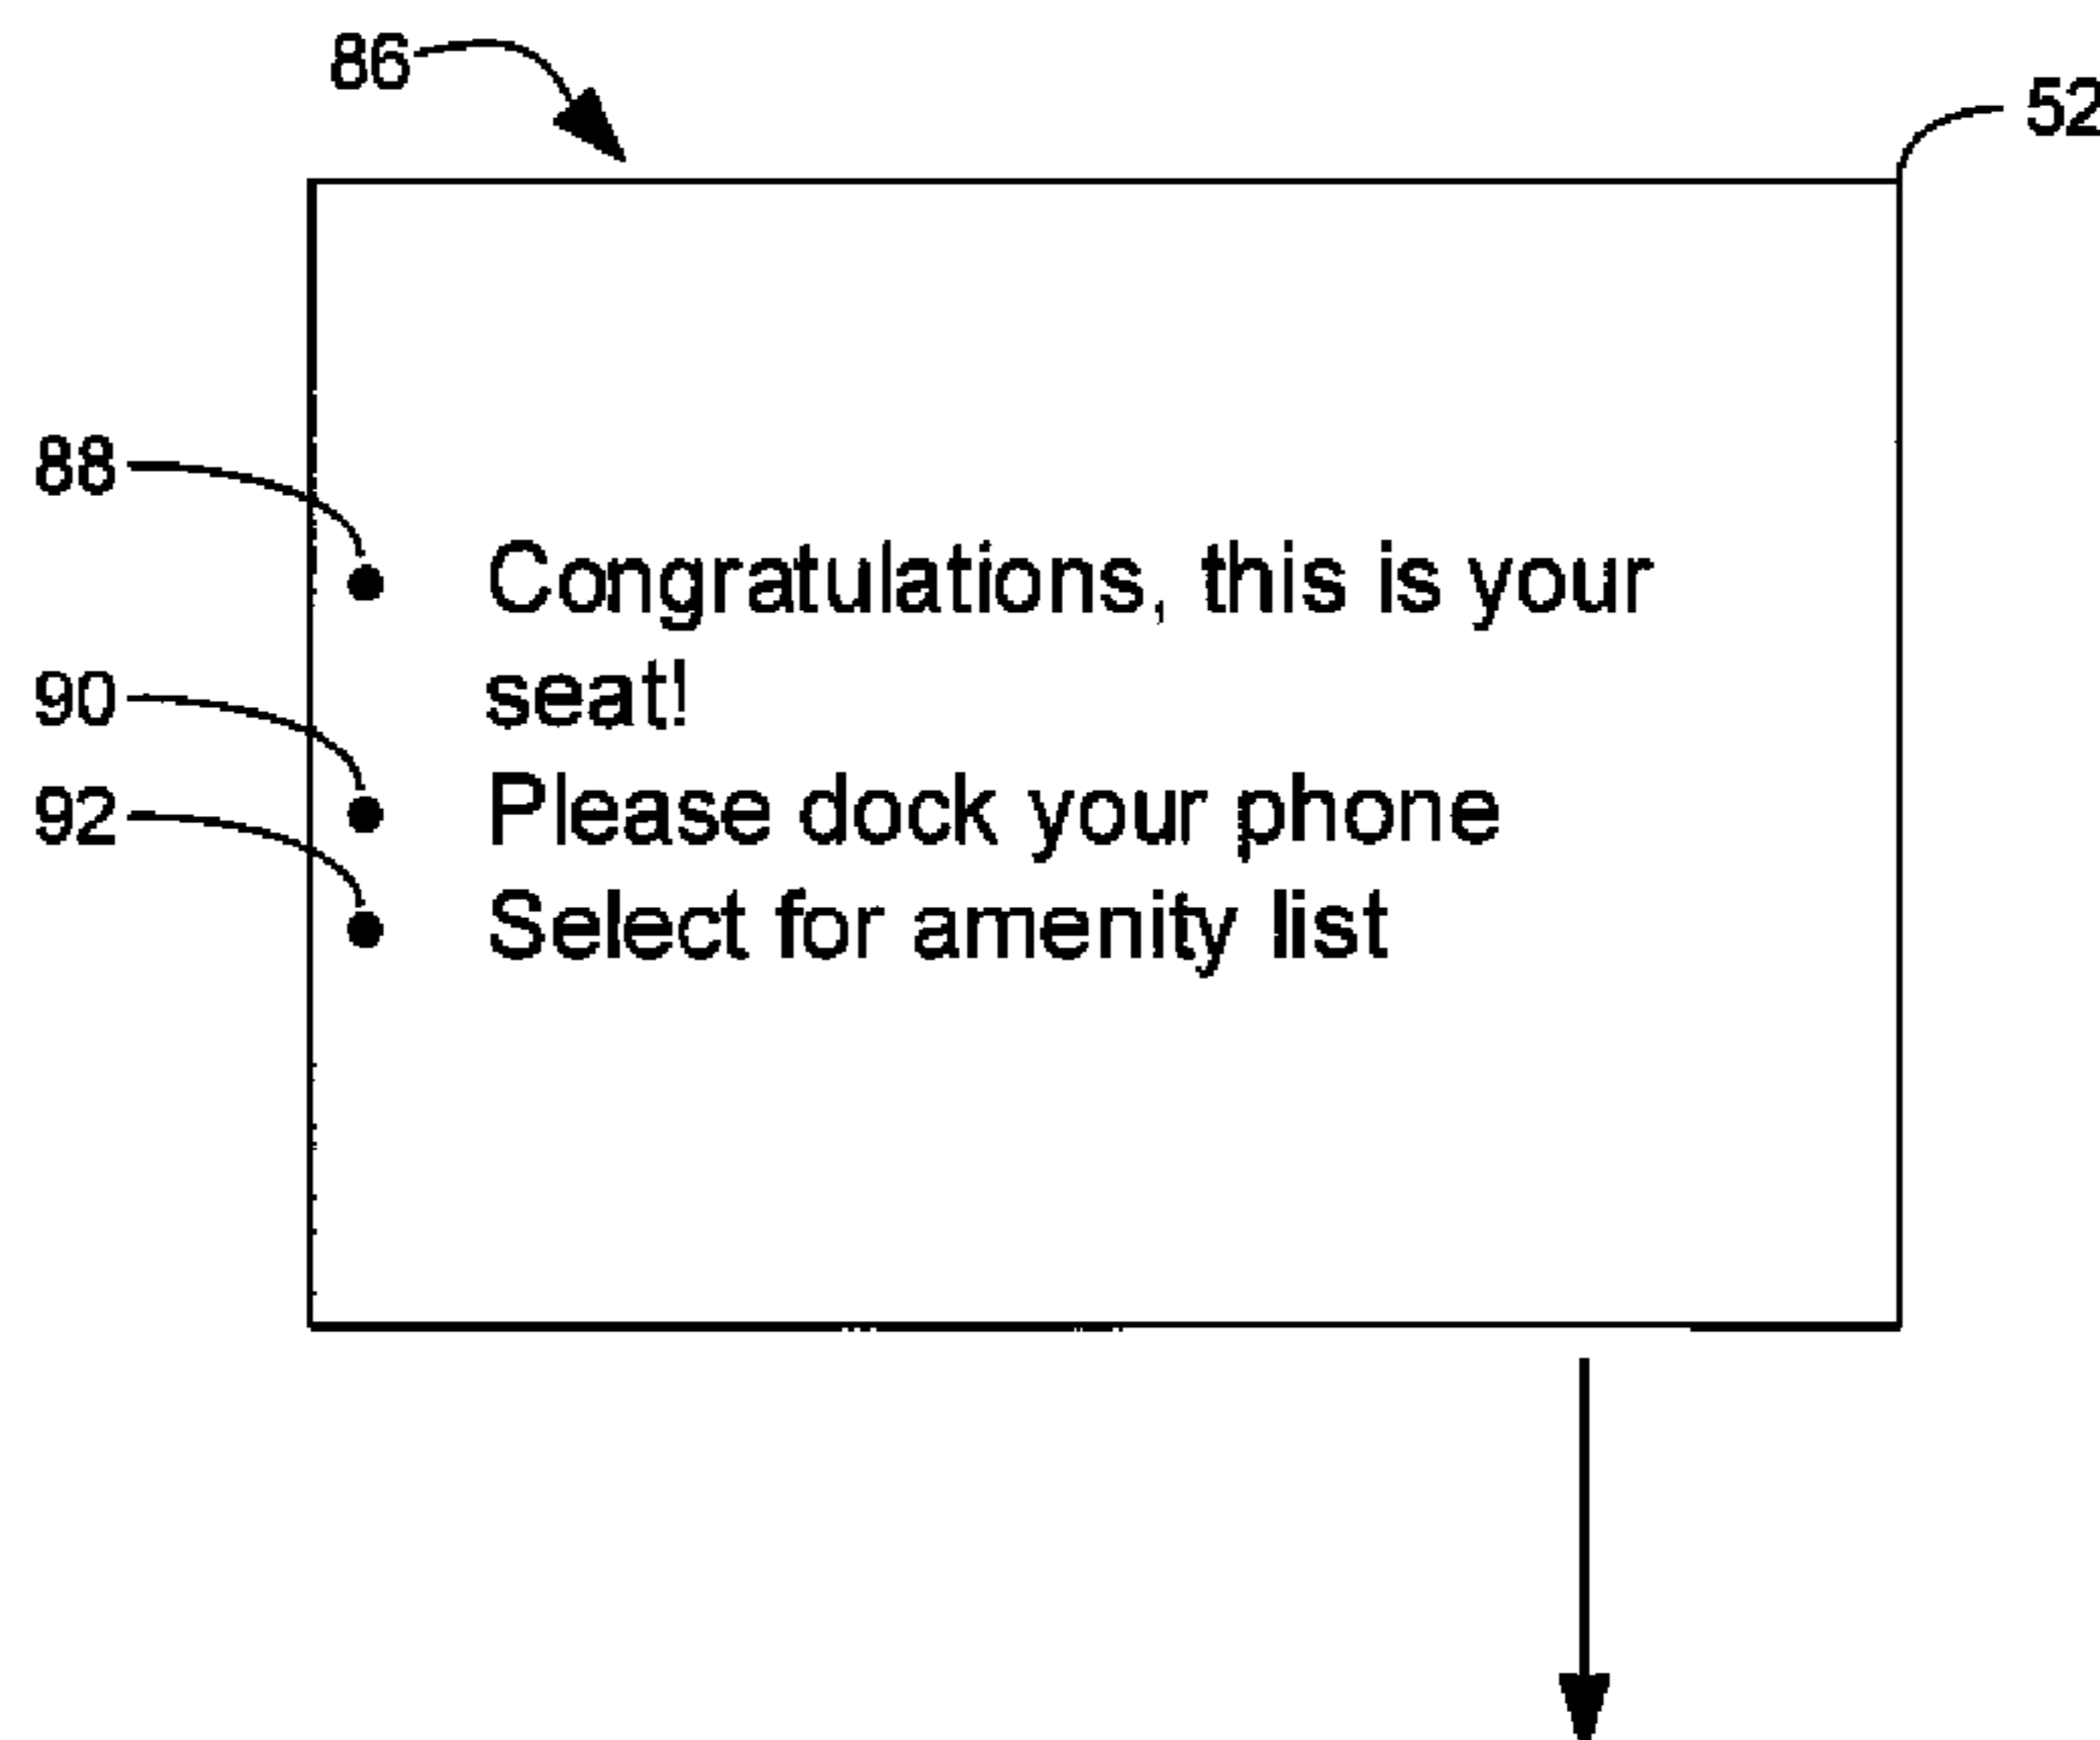 86
52
88
• Congratulations, this is your
seat!
90
• Please dock your phone
92
• Select for amenity list